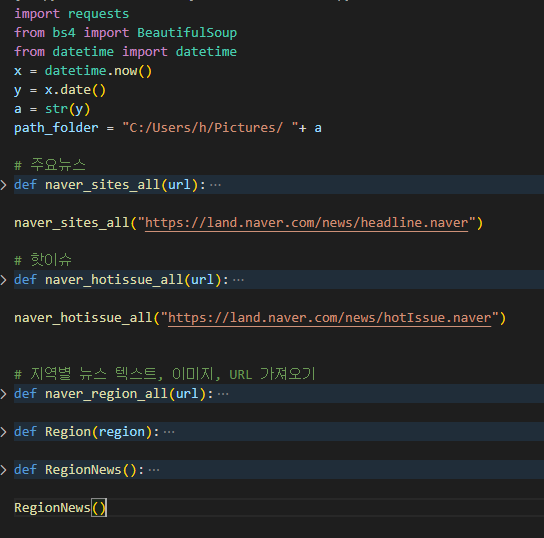 import requests
from bs4 import BeautifulSoup
from datetime import datetime
x = datetime.now()
y = x.date()
a = str(y)
path_folder = "C:/Users/h/Pictures/ "+ a
# 주요뉴스
> def naver_sites_all(url): ···
naver_sites_all("https://land.naver.com/news/headline.naver")
# 핫이슈
> def naver_hotissue_all(url): ···
naver_hotissue_all("https://land.naver.com/news/hotIssue.naver")
# 지역별 뉴스 텍스트, 이미지, URL 가져오기
> def naver_region_all(url): ···
> def Region(region): ···
> def RegionNews(): ···
RegionNews()